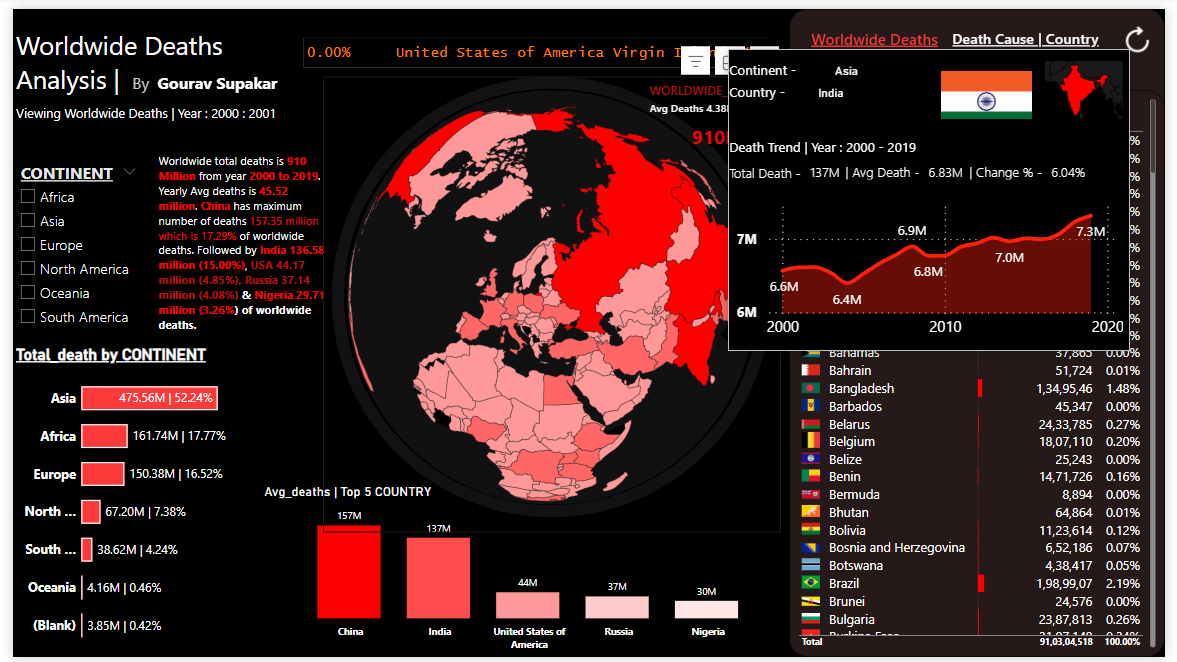 Worldwide Deaths
Analysis | By Gourav Supakar
Viewing Worldwide Deaths | Year : 2000 : 2001
CONTINENT
Africa
Asia
Europe
North America
Oceania
South America
Worldwide total deaths is 910
Million from year 2000 to 2019.
Yearly Avg deaths is 45.52
million. China has maximum
number of deaths 157.35 million
which is 17.29% of worldwide
deaths. Followed by India 136.58
million (15.00%), USA 44.17
million (4.85%), Russia 37.14
million (4.08%) & Nigeria 29.71
million (3.26%) of worldwide
deaths.
Total_death by CONTINENT
Asia 475.56M | 52.24%
Africa 161.74M | 17.77%
Europe 150.38M | 16.52%
North ... 67.20M | 7.38%
South ... 38.62M | 4.24%
Oceania 4.16M | 0.46%
(Blank) 3.85M | 0.42%
0.00% United States of America Virgin
WORLDWIDE_
Avg Deaths 4.38
910
Avg_deaths | Top 5 COUNTRY
157M
137M
44M
37M
30M
China
India
United States of
America
Russia
Nigeria
Worldwide Deaths Death Cause | Country
Continent - Asia
Country - India
Death Trend | Year : 2000 - 2019
Total Death - 137M | Avg Death - 6.83M | Change % - 6.04%
7M
6M
6.6M
6.4M
6.9M
6.8M
7.0M
7.3M
2000
2010
2020
%
%
%
%
%
%
%
%
%
%
%
%
Bahamas 37,865 0.00%
Bahrain 51,724 0.01%
Bangladesh 1,34,95,46 1.48%
Barbados 45,347 0.00%
Belarus 24,33,785 0.27%
Belgium 18,07,110 0.20%
Belize 25,243 0.00%
Benin 14,71,726 0.16%
Bermuda 8,894 0.00%
Bhutan 64,864 0.01%
Bolivia 11,23,614 0.12%
Bosnia and Herzegovina 6,52,186 0.07%
Botswana 4,38,417 0.05%
Brazil 1,98,99,07 2.19%
Brunei 24,576 0.00%
Bulgaria 23,87,813 0.26%
Total 91,03,04,518 100.00%